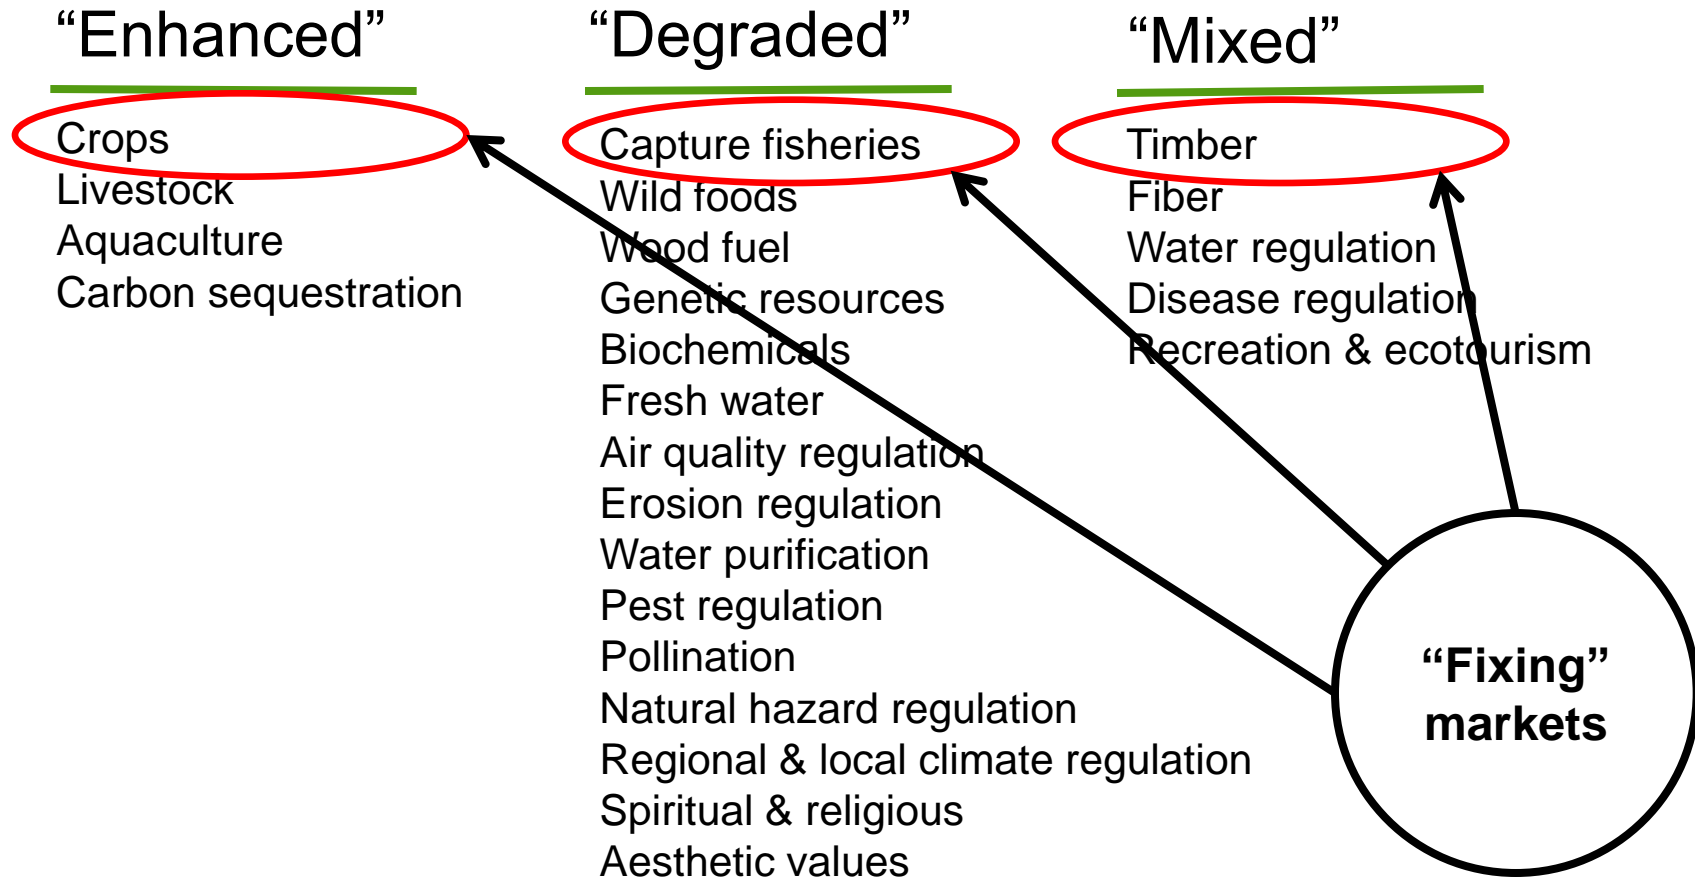 “Enhanced”
Crops
Livestock
Aquaculture
Carbon sequestration
“Degraded”
Capture fisheries
Wild foods
Wood fuel
Genetic resources
Biochemicals
Fresh water
Air quality regulation
Erosion regulation
Water purification
Pest regulation
Pollination
Natural hazard regulation
Regional & local climate regulation
Spiritual & religious
Aesthetic values
“Mixed”
Timber
Fiber
Water regulation
Disease regulation
Recreation & ecotourism
“Fixing”
markets